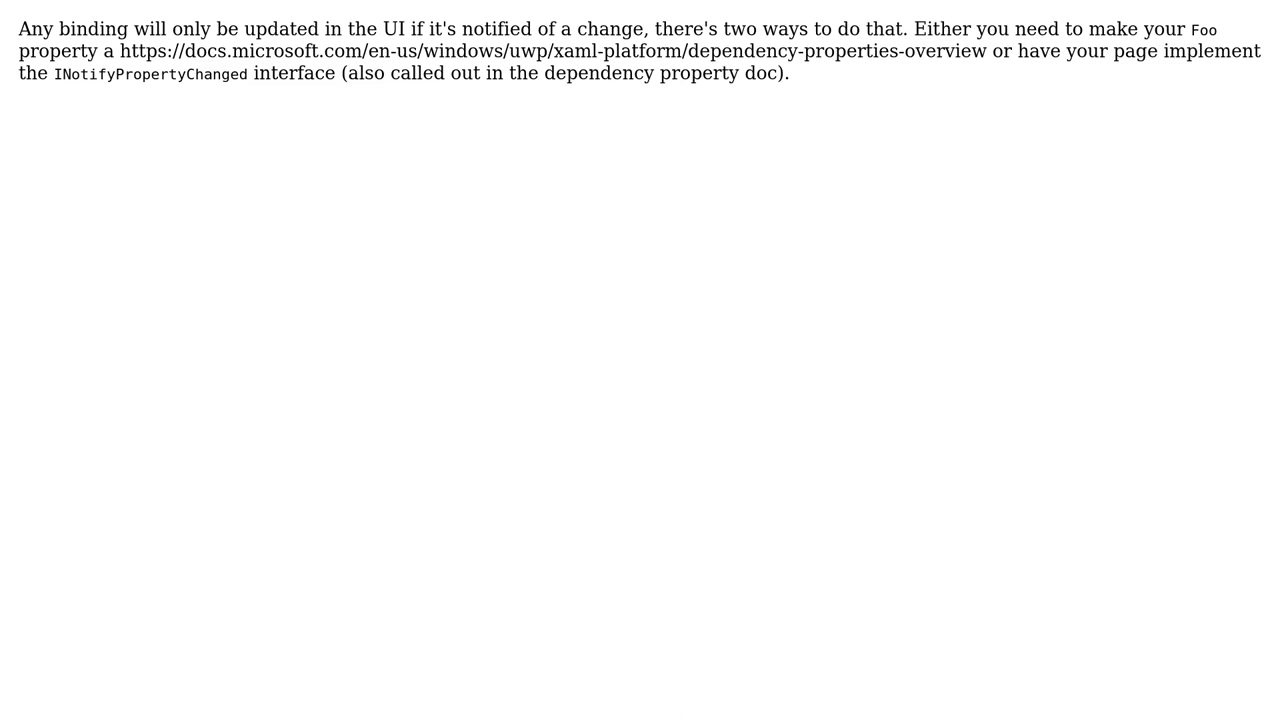 Any binding will only be updated in the UI if it's notified of a change, there's two ways to do that. Either you need to make your Foo
property a https://docs.microsoft.com/en-us/windows/uwp/xaml-platform/dependency-properties-overview or have your page implement
the INotifyPropertyChanged interface (also called out in the dependency property doc).